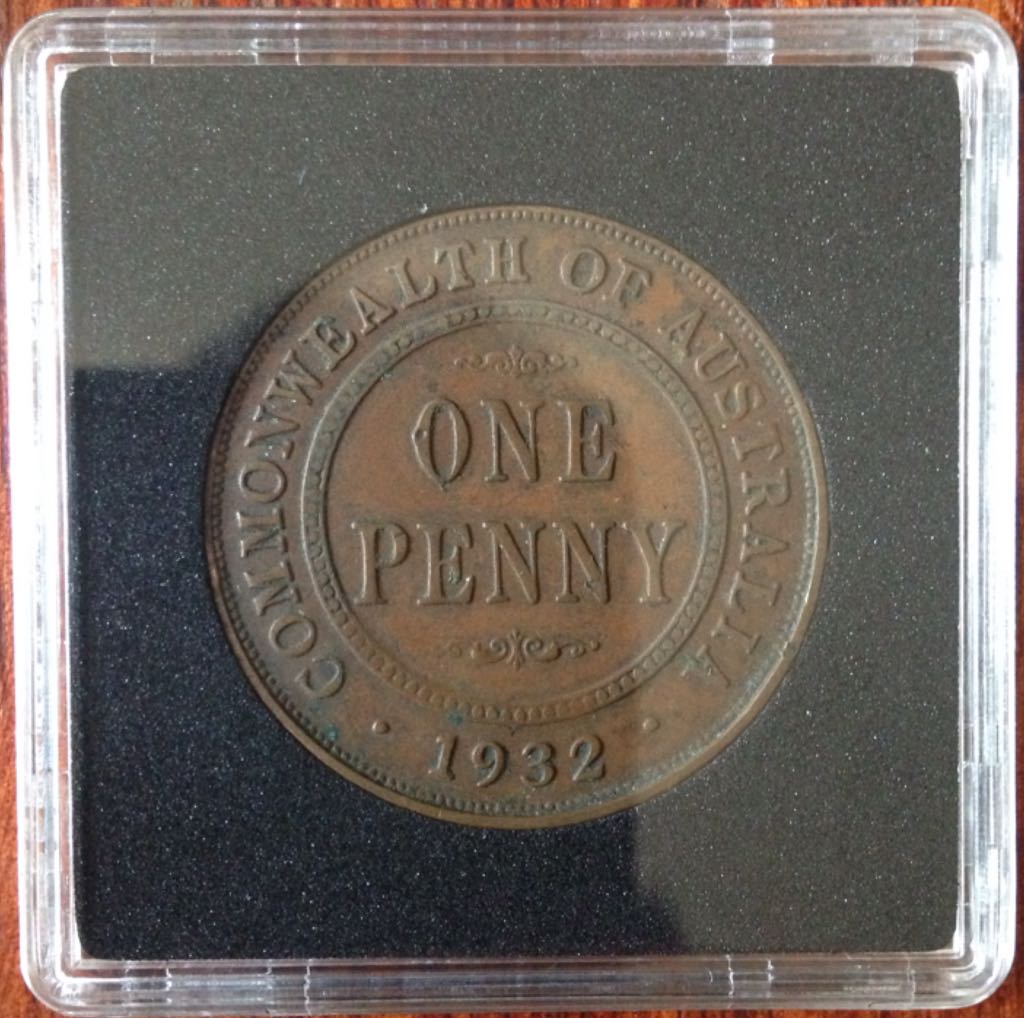 COMMONWEALTH OF AUSTRALIA
ONE
PENNY
· 1932 ·